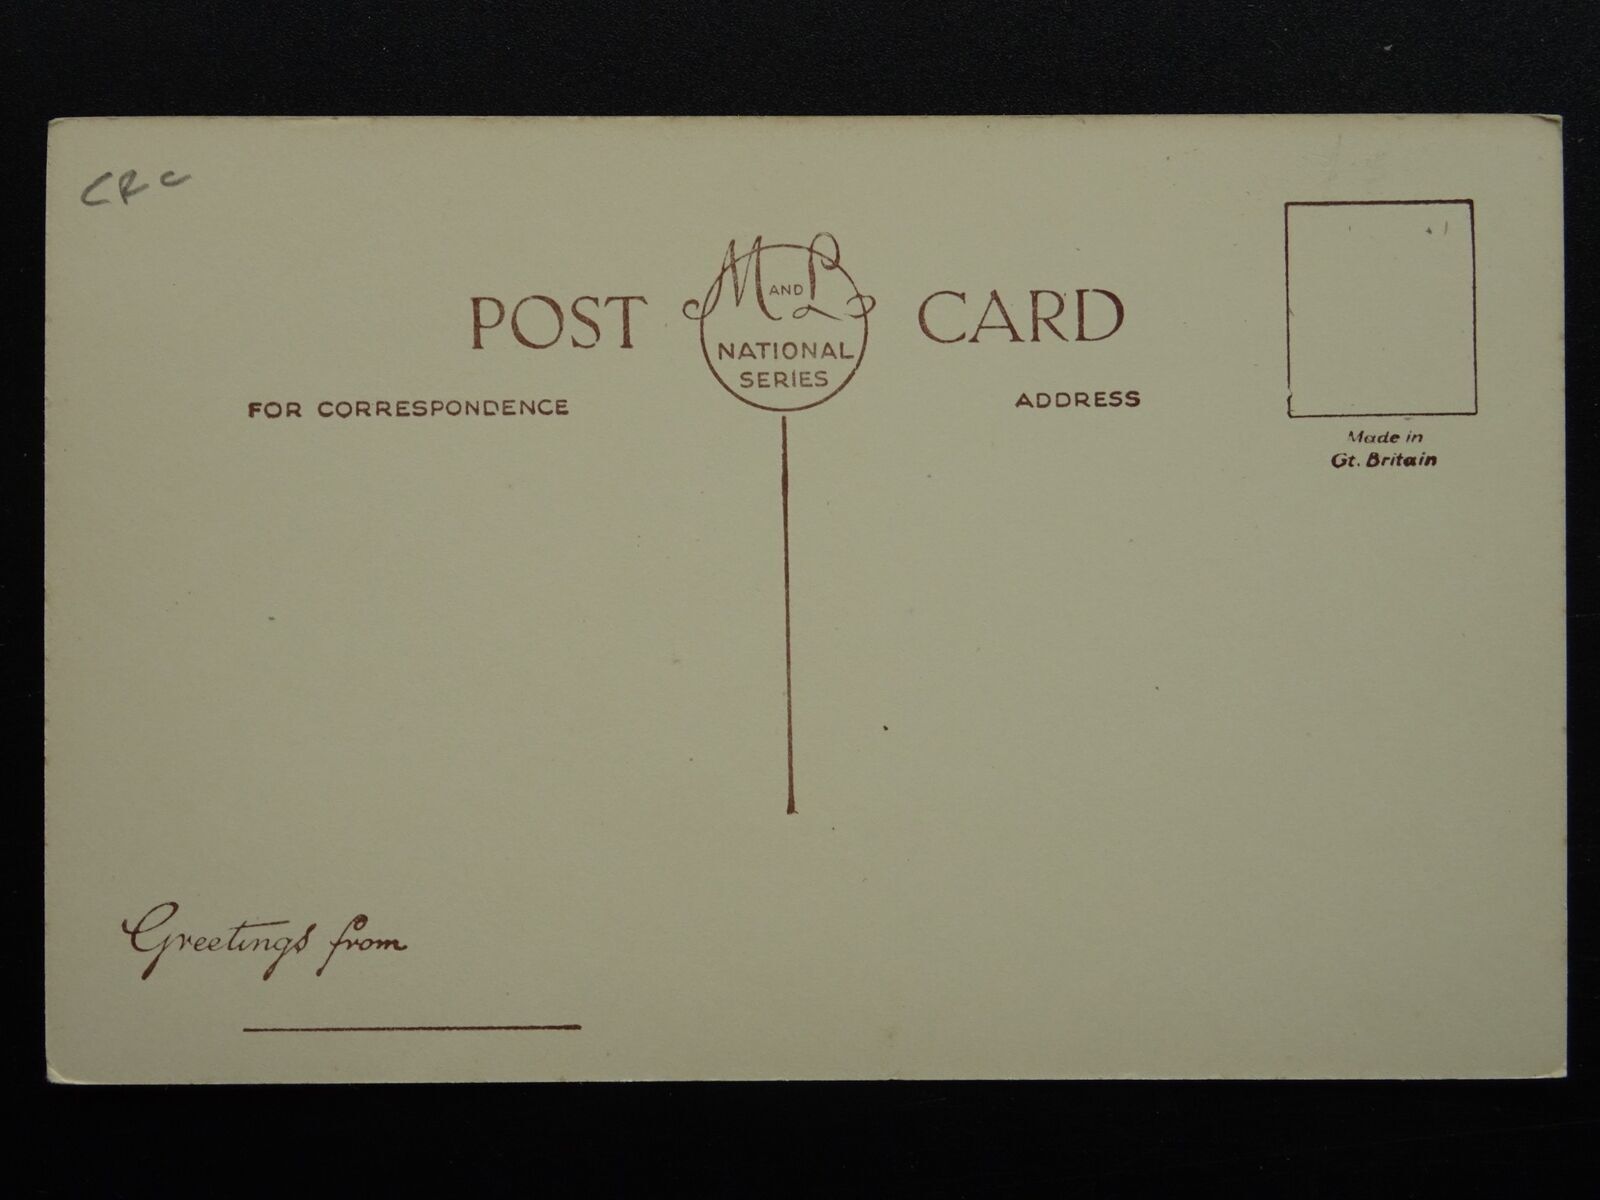 CRC
POST M AND L CARD
NATIONAL
SERIES
FOR CORRESPONDENCE
ADDRESS
Made in
Gt. Britain
Greetings from